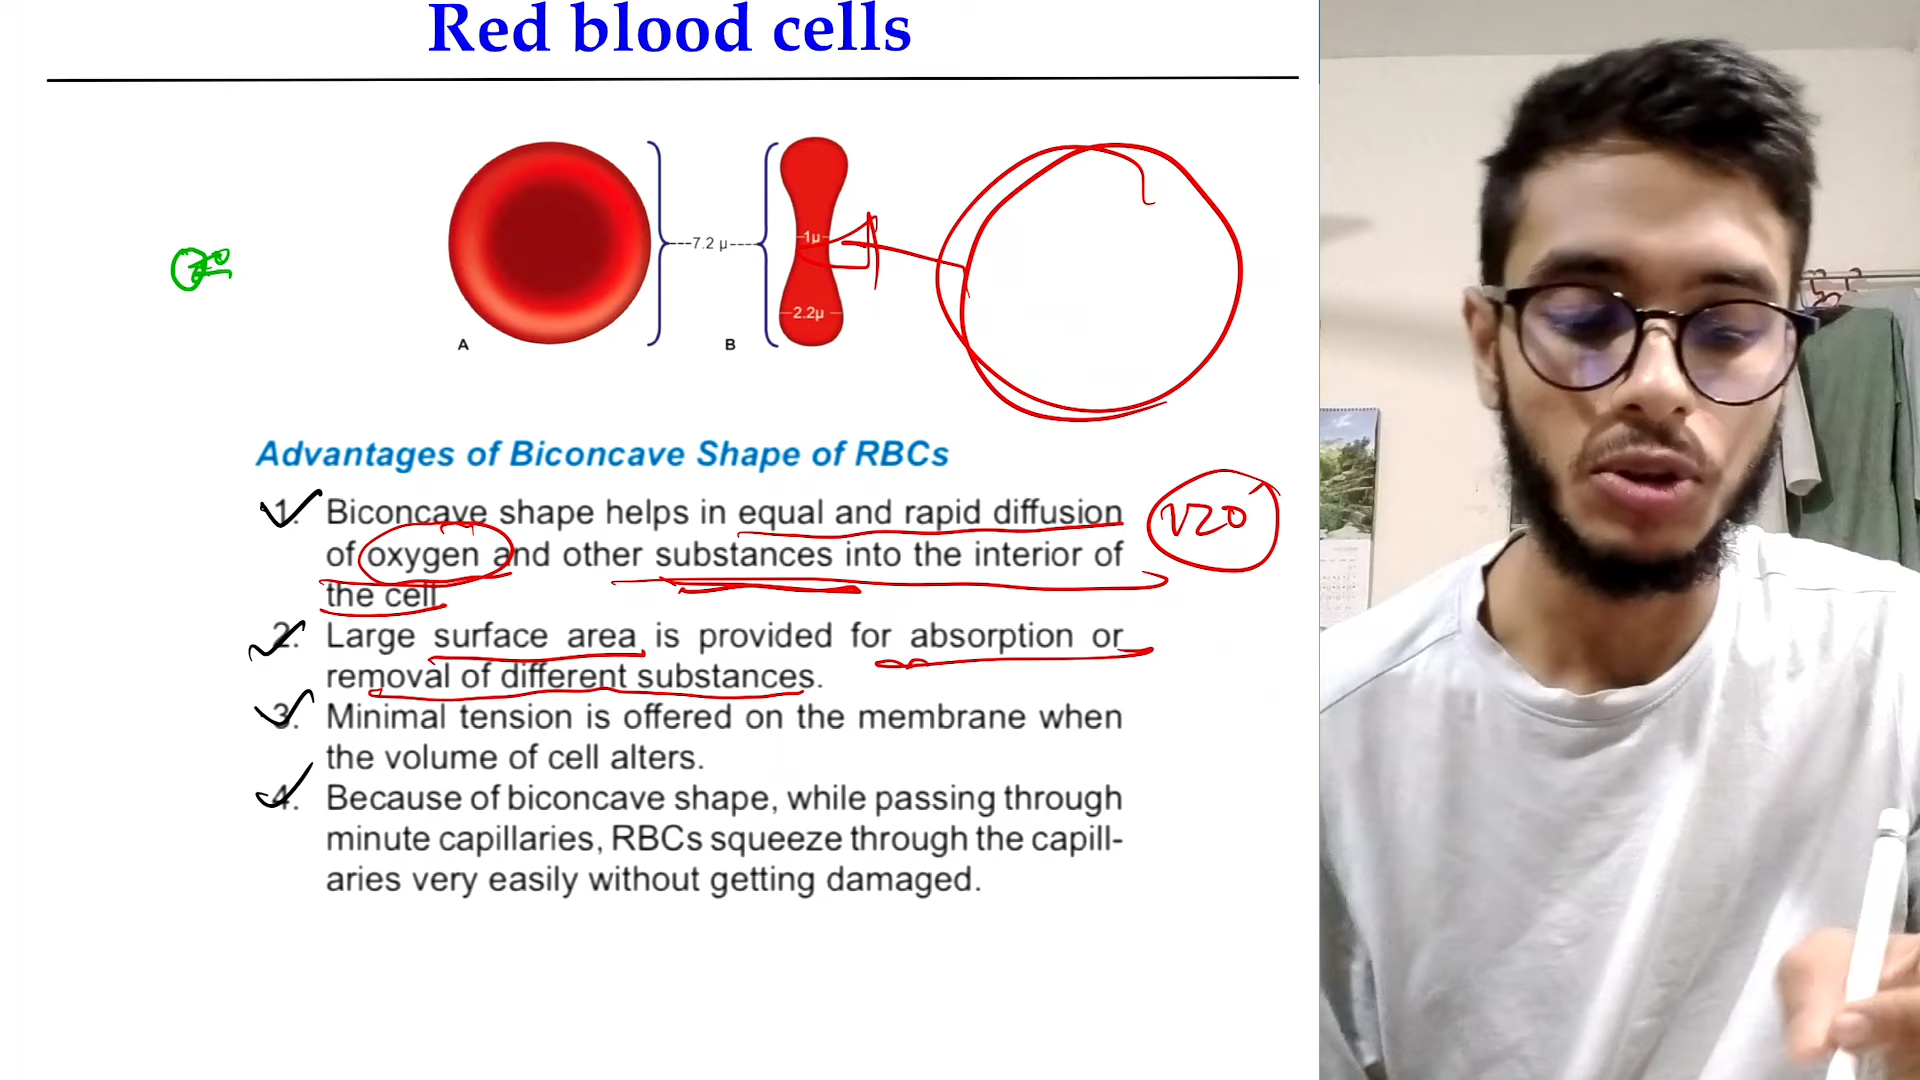 Red blood cells
---7.2 µ----
1µ
2.2µ
A
B
Advantages of Biconcave Shape of RBCs
1. Biconcave shape helps in equal and rapid diffusion
of oxygen and other substances into the interior of
the cell
2. Large surface area is provided for absorption or
removal of different substances.
3. Minimal tension is offered on the membrane when
the volume of cell alters.
4. Because of biconcave shape, while passing through
minute capillaries, RBCs squeeze through the capill-
aries very easily without getting damaged.